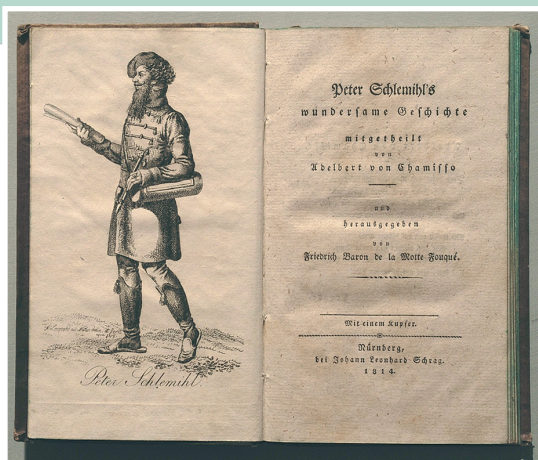 Peter Schlemihl.
Peter Schlemihl's
wundersame Geschichte
mitgetheilt
von
Adelbert von Chamisso
und
herausgegeben
von
Friedrich Baron de la Motte Fouqué.
Mit einem Kupfer.
Nürnberg,
bei Johann Leonhard Schrag.
1814.